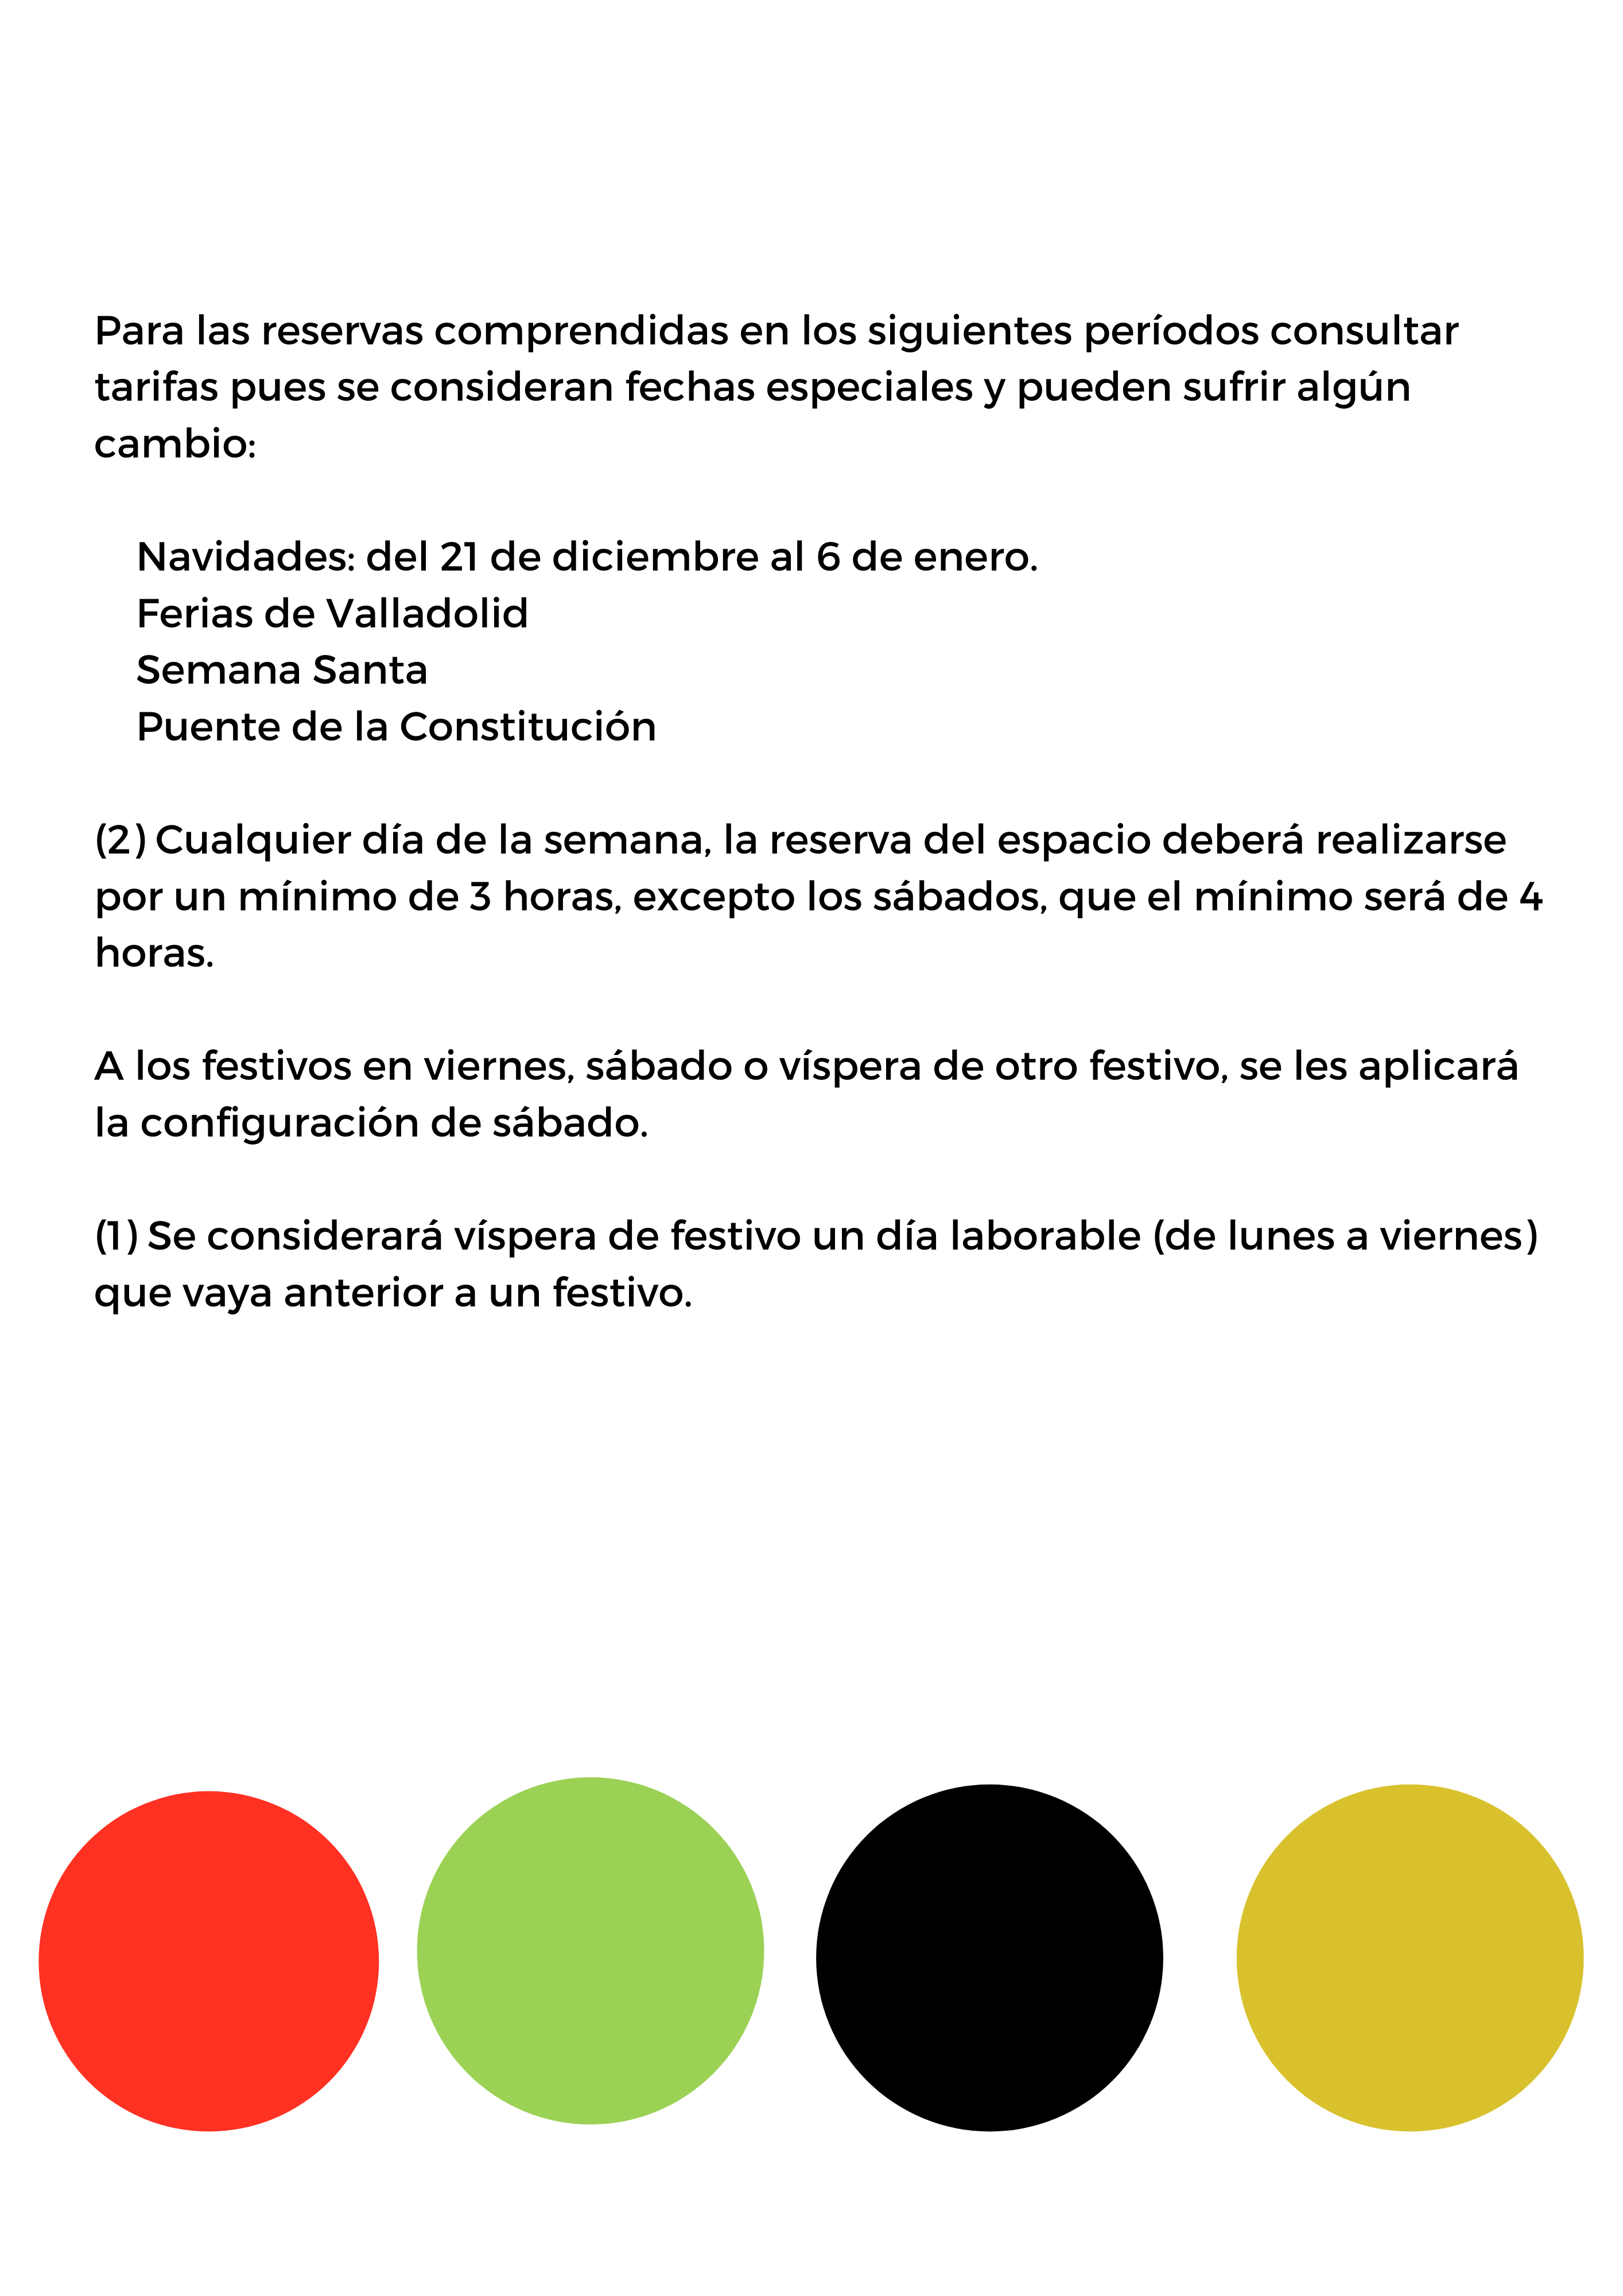 Para las reservas comprendidas en los siguientes períodos consultar
tarifas pues se consideran fechas especiales y pueden sufrir algún
cambio:
Navidades: del 21 de diciembre al 6 de enero.
Ferias de Valladolid
Semana Santa
Puente de la Constitución
(2) Cualquier día de la semana, la reserva del espacio deberá realizarse
por un mínimo de 3 horas, excepto los sábados, que el mínimo será de 4
horas.
A los festivos en viernes, sábado o víspera de otro festivo, se les aplicará
la configuración de sábado.
(1) Se considerará víspera de festivo un día laborable (de lunes a viernes)
que vaya anterior a un festivo.